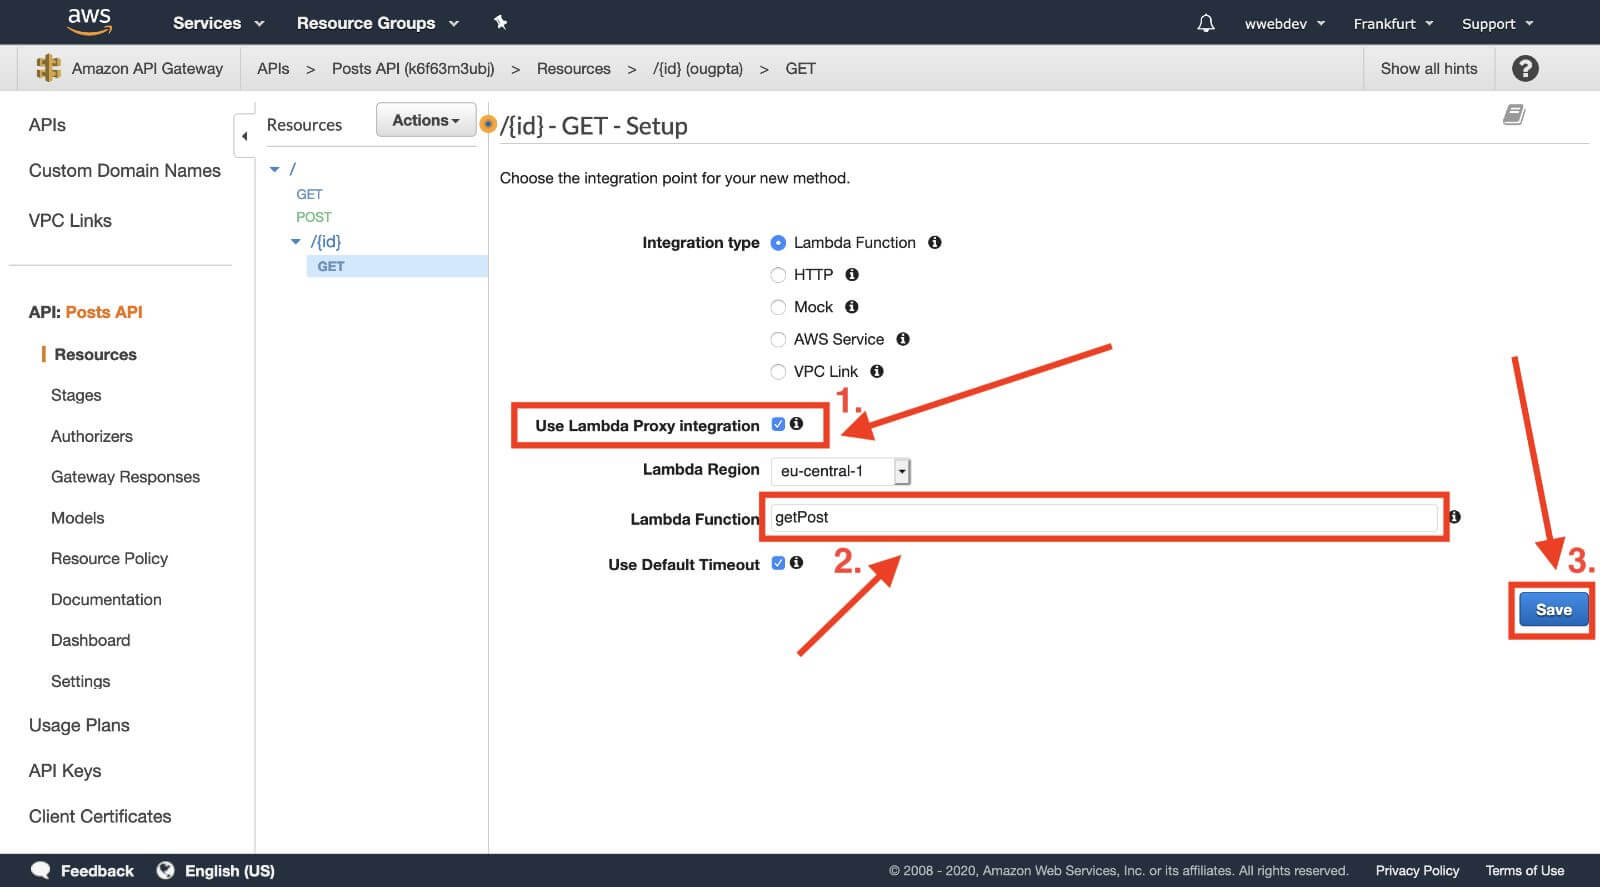 aws Services Resource Groups wwebdev Frankfurt Support
Amazon API Gateway APIs > Posts API (k6f63m3ubj) > Resources > /{id} (ougpta) > GET Show all hints ?
APIs
Custom Domain Names
VPC Links
API: Posts API
Resources
Stages
Authorizers
Gateway Responses
Models
Resource Policy
Documentation
Dashboard
Settings
Usage Plans
API Keys
Client Certificates
Resources Actions
/
GET
POST
/{id}
GET
/{id} - GET - Setup
Choose the integration point for your new method.
Integration type Lambda Function i
HTTP i
Mock i
AWS Service i
VPC Link i
1.
Use Lambda Proxy integration i
Lambda Region eu-central-1
Lambda Function getPost i
Use Default Timeout i
2.
3.
Save
Feedback English (US) © 2008 - 2020, Amazon Web Services, Inc. or its affiliates. All rights reserved. Privacy Policy Terms of Use